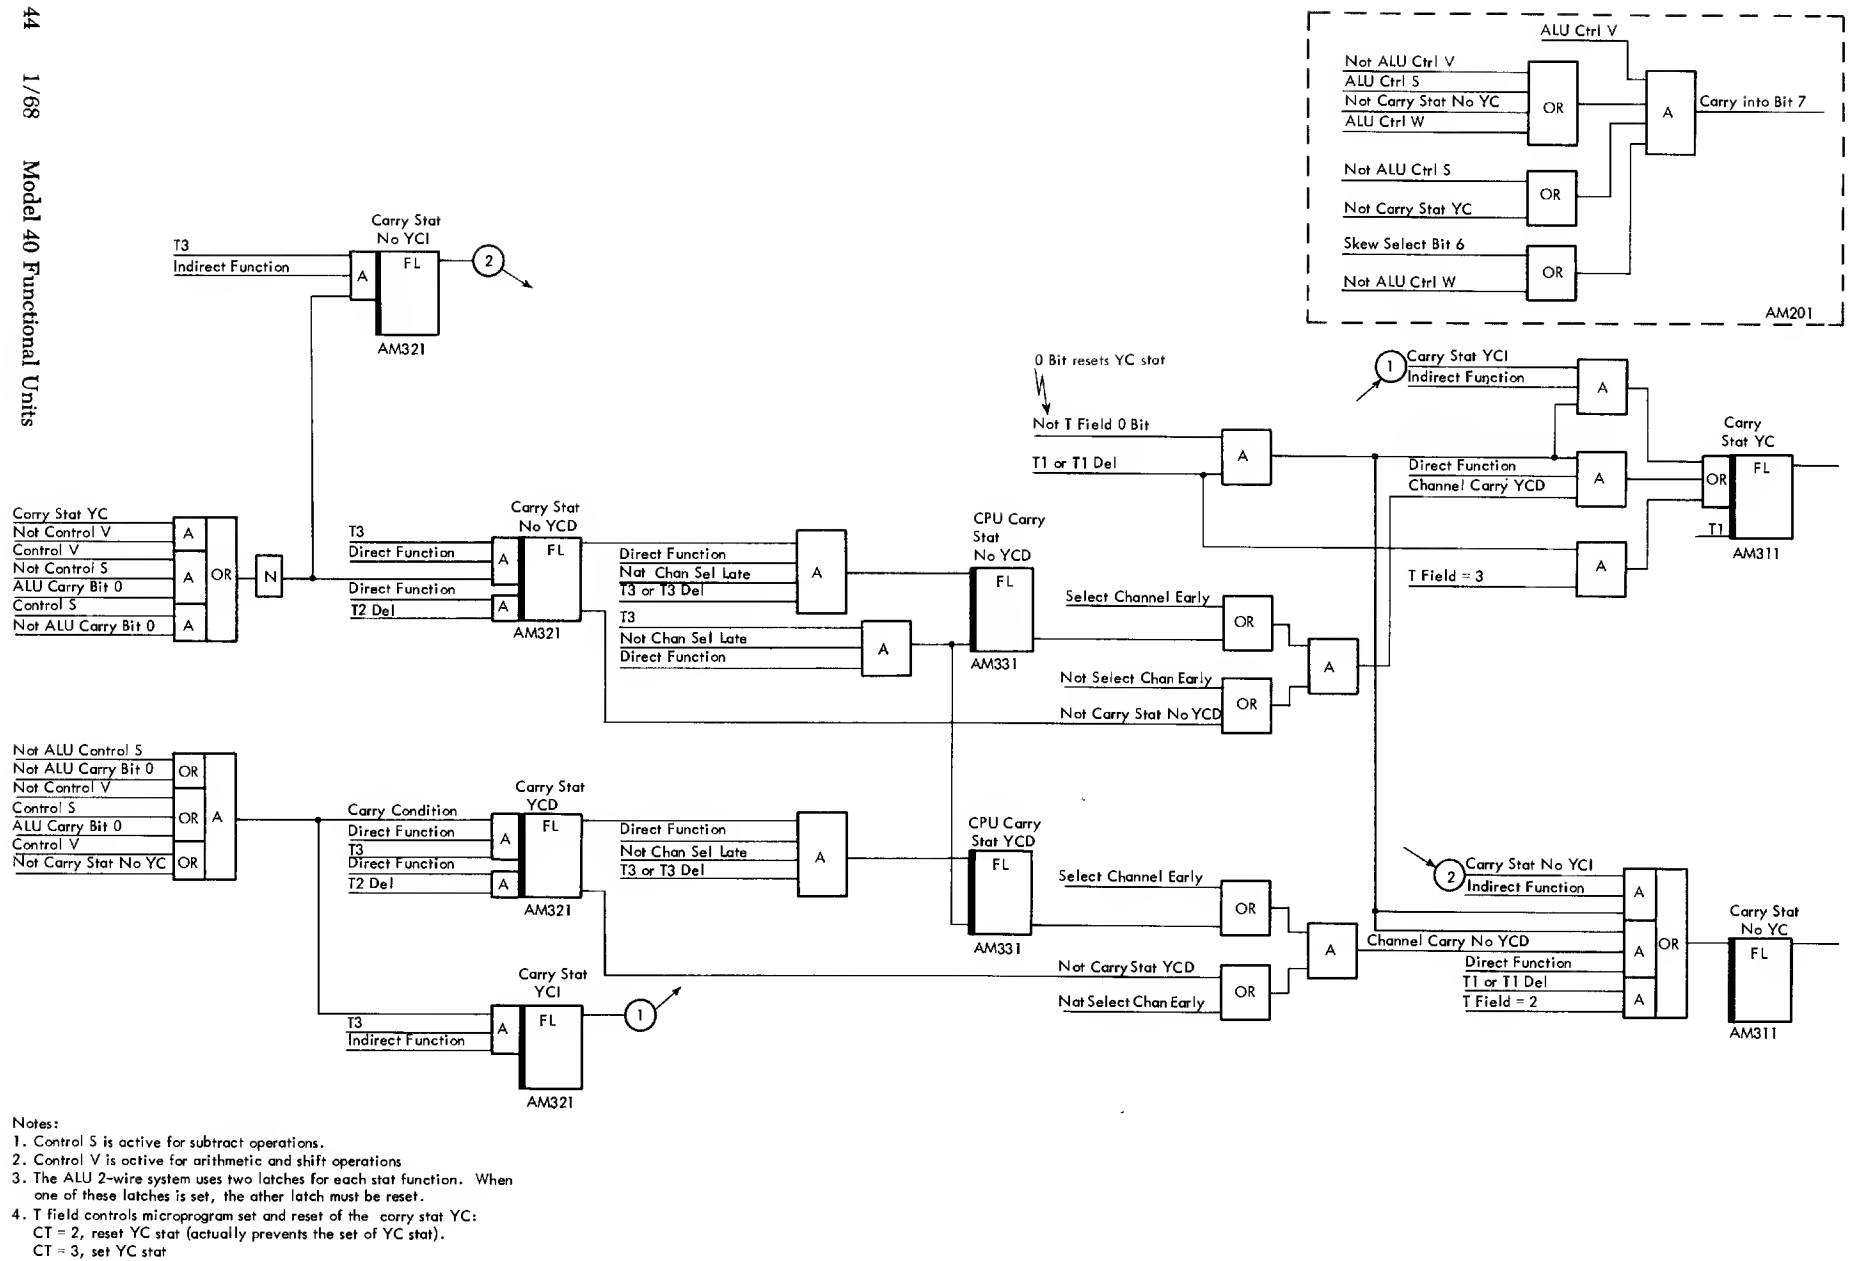 44 1/68 Model 40 Functional Units
ALU Ctrl V
Not ALU Ctrl V
ALU Ctrl S
Not Carry Stat No YC
ALU Ctrl W
OR
A
Carry into Bit 7
Not ALU Ctrl S
Not Carry Stat YC
OR
Skew Select Bit 6
Not ALU Ctrl W
OR
AM201
Carry Stat
No YCI
T3
Indirect Function
A
FL
2
AM321
0 Bit resets YC stat
Not T Field 0 Bit
T1 or T1 Del
A
1
Carry Stat YCI
Indirect Function
A
Direct Function
Channel Carry YCD
A
T Field = 3
A
Carry
Stat YC
OR
FL
T1
AM311
Corry Stat YC
Not Control V
Control V
Not Control S
ALU Carry Bit 0
Control S
Not ALU Carry Bit 0
A
A
A
OR
N
Carry Stat
No YCD
T3
Direct Function
Direct Function
T2 Del
A
A
FL
AM321
Direct Function
Nat Chan Sel Late
T3 or T3 Del
A
T3
Not Chan Sel Late
Direct Function
A
CPU Carry
Stat
No YCD
FL
AM331
Select Channel Early
OR
Not Select Chan Early
Not Carry Stat No YCD
OR
A
Not ALU Control S
Not ALU Carry Bit 0
Not Control V
Control S
ALU Carry Bit 0
Control V
Not Carry Stat No YC
OR
OR
OR
A
Carry Stat
YCD
Carry Condition
Direct Function
T3
Direct Function
T2 Del
A
A
FL
AM321
Direct Function
Not Chan Sel Late
T3 or T3 Del
A
CPU Carry
Stat YCD
FL
AM331
Select Channel Early
OR
Not Carry Stat YCD
Nat Select Chan Early
OR
A
2
Carry Stat No YCI
Indirect Function
Channel Carry No YCD
Direct Function
T1 or T1 Del
T Field = 2
A
A
A
OR
Carry Stat
No YC
FL
AM311
Carry Stat
YCI
T3
Indirect Function
A
FL
1
AM321
Notes:
1. Control S is active for subtract operations.
2. Control V is octive for arithmetic and shift operations
3. The ALU 2-wire system uses two latches for each stat function. When
one of these latches is set, the ather latch must be reset.
4. T field controls microprogram set and reset of the corry stat YC:
CT = 2, reset YC stat (actually prevents the set of YC stat).
CT = 3, set YC stat